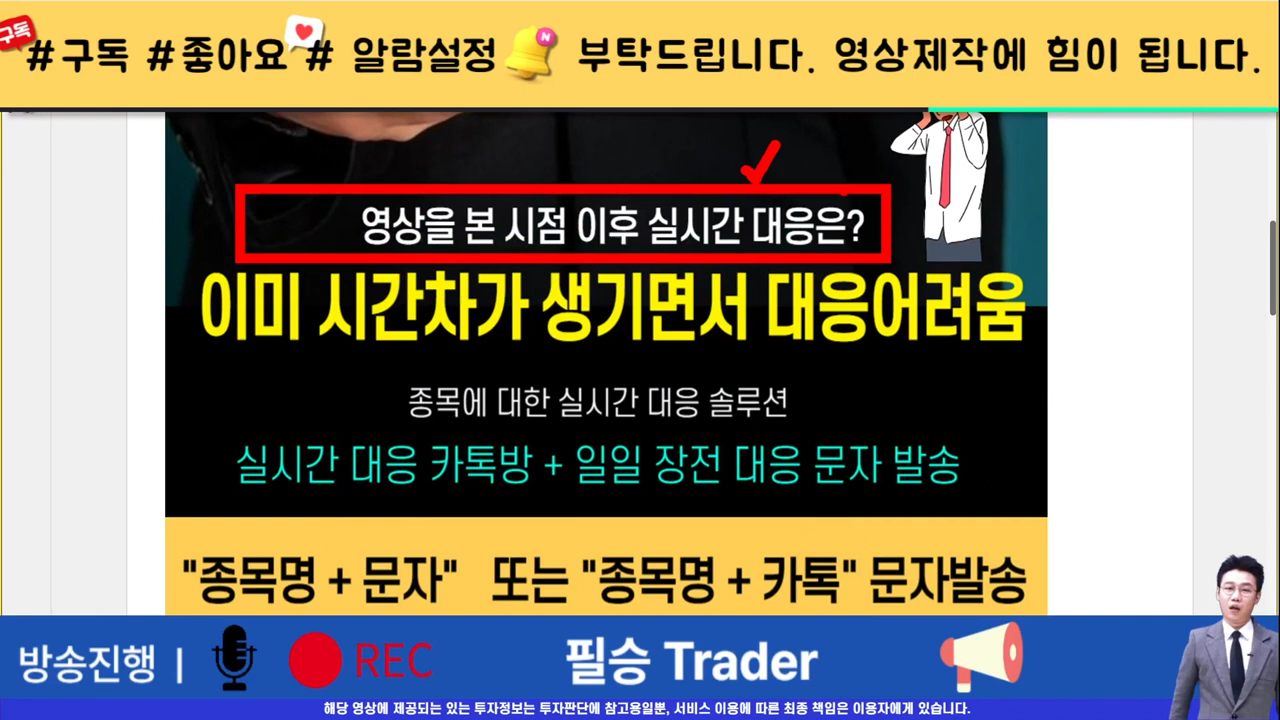 구독
#구독 #좋아요 # 알람설정 N 부탁드립니다. 영상제작에 힘이 됩니다.
영상을 본 시점 이후 실시간 대응은?
이미 시간차가 생기면서 대응어려움
종목에 대한 실시간 대응 솔루션
실시간 대응 카톡방 + 일일 장전 대응 문자 발송
"종목명 + 문자" 또는 "종목명 + 카톡" 문자발송
방송진행 | REC 필승 Trader
해당 영상에 제공되는 있는 투자정보는 투자판단에 참고용일뿐, 서비스 이용에 따른 최종 책임은 이용자에게 있습니다.